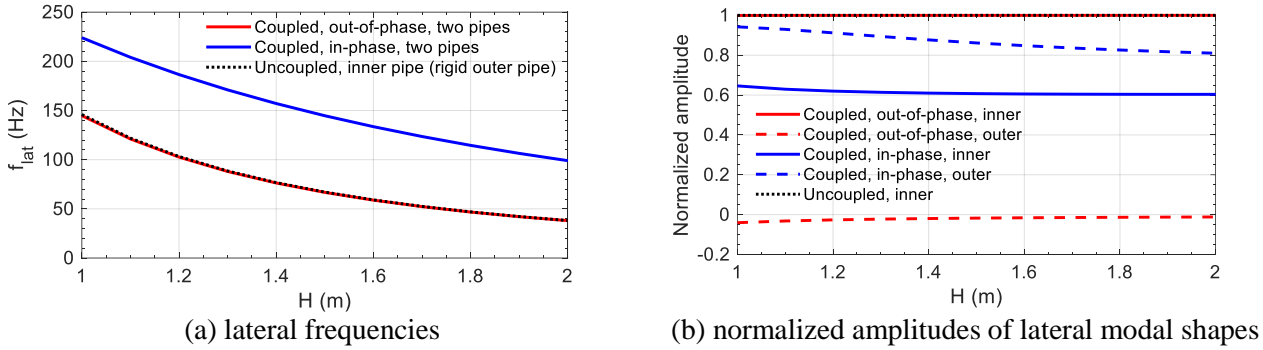 250
200
150
100
50
0
f_lat (Hz)
Coupled, out-of-phase, two pipes
Coupled, in-phase, two pipes
Uncoupled, inner pipe (rigid outer pipe)
1 1.2 1.4 1.6 1.8 2
H (m)
(a) lateral frequencies
1
0.8
0.6
0.4
0.2
0
-0.2
Normalized amplitude
Coupled, out-of-phase, inner
Coupled, out-of-phase, outer
Coupled, in-phase, inner
Coupled, in-phase, outer
Uncoupled, inner
1 1.2 1.4 1.6 1.8 2
H (m)
(b) normalized amplitudes of lateral modal shapes